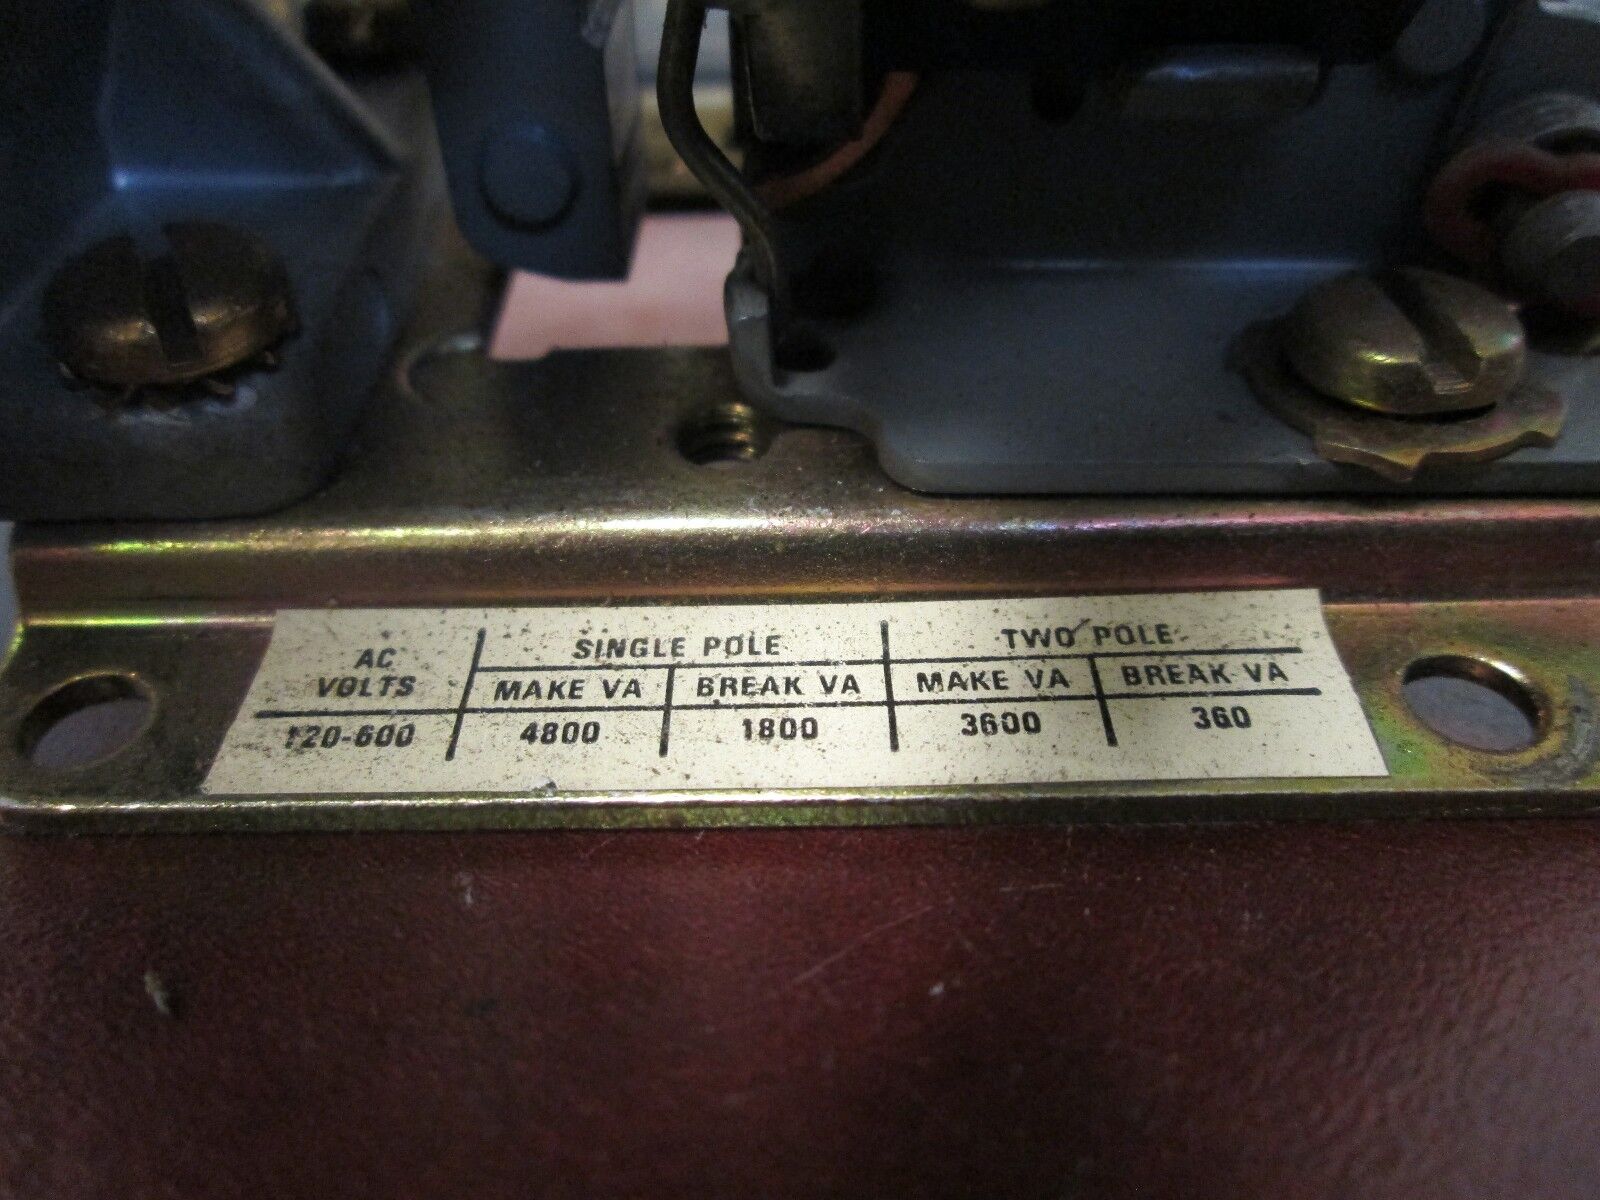 AC VOLTS SINGLE POLE TWO POLE
MAKE VA BREAK VA MAKE VA BREAK VA
120-600 4800 1800 3600 360